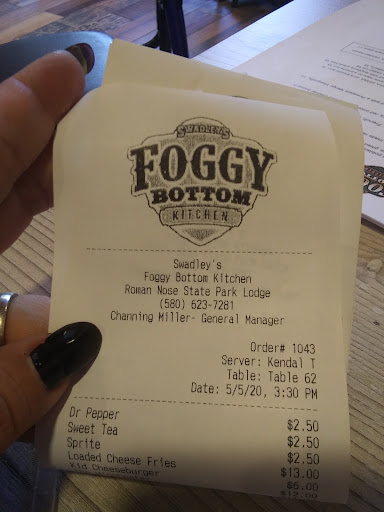 SWADLEY'S
FOGGY
BOTTOM
KITCHEN
Swadley's
Foggy Bottom Kitchen
Roman Nose State Park Lodge
(580) 623-7281
Channing Miller- General Manager
Order# 1043
Server: Kendal T
Table: Table 62
Date: 5/5/20, 3:30 PM
Dr Pepper $2.50
Sweet Tea $2.50
Sprite $2.50
Loaded Cheese Fries $13.00
Kid Cheeseburger $6.00
$12.00